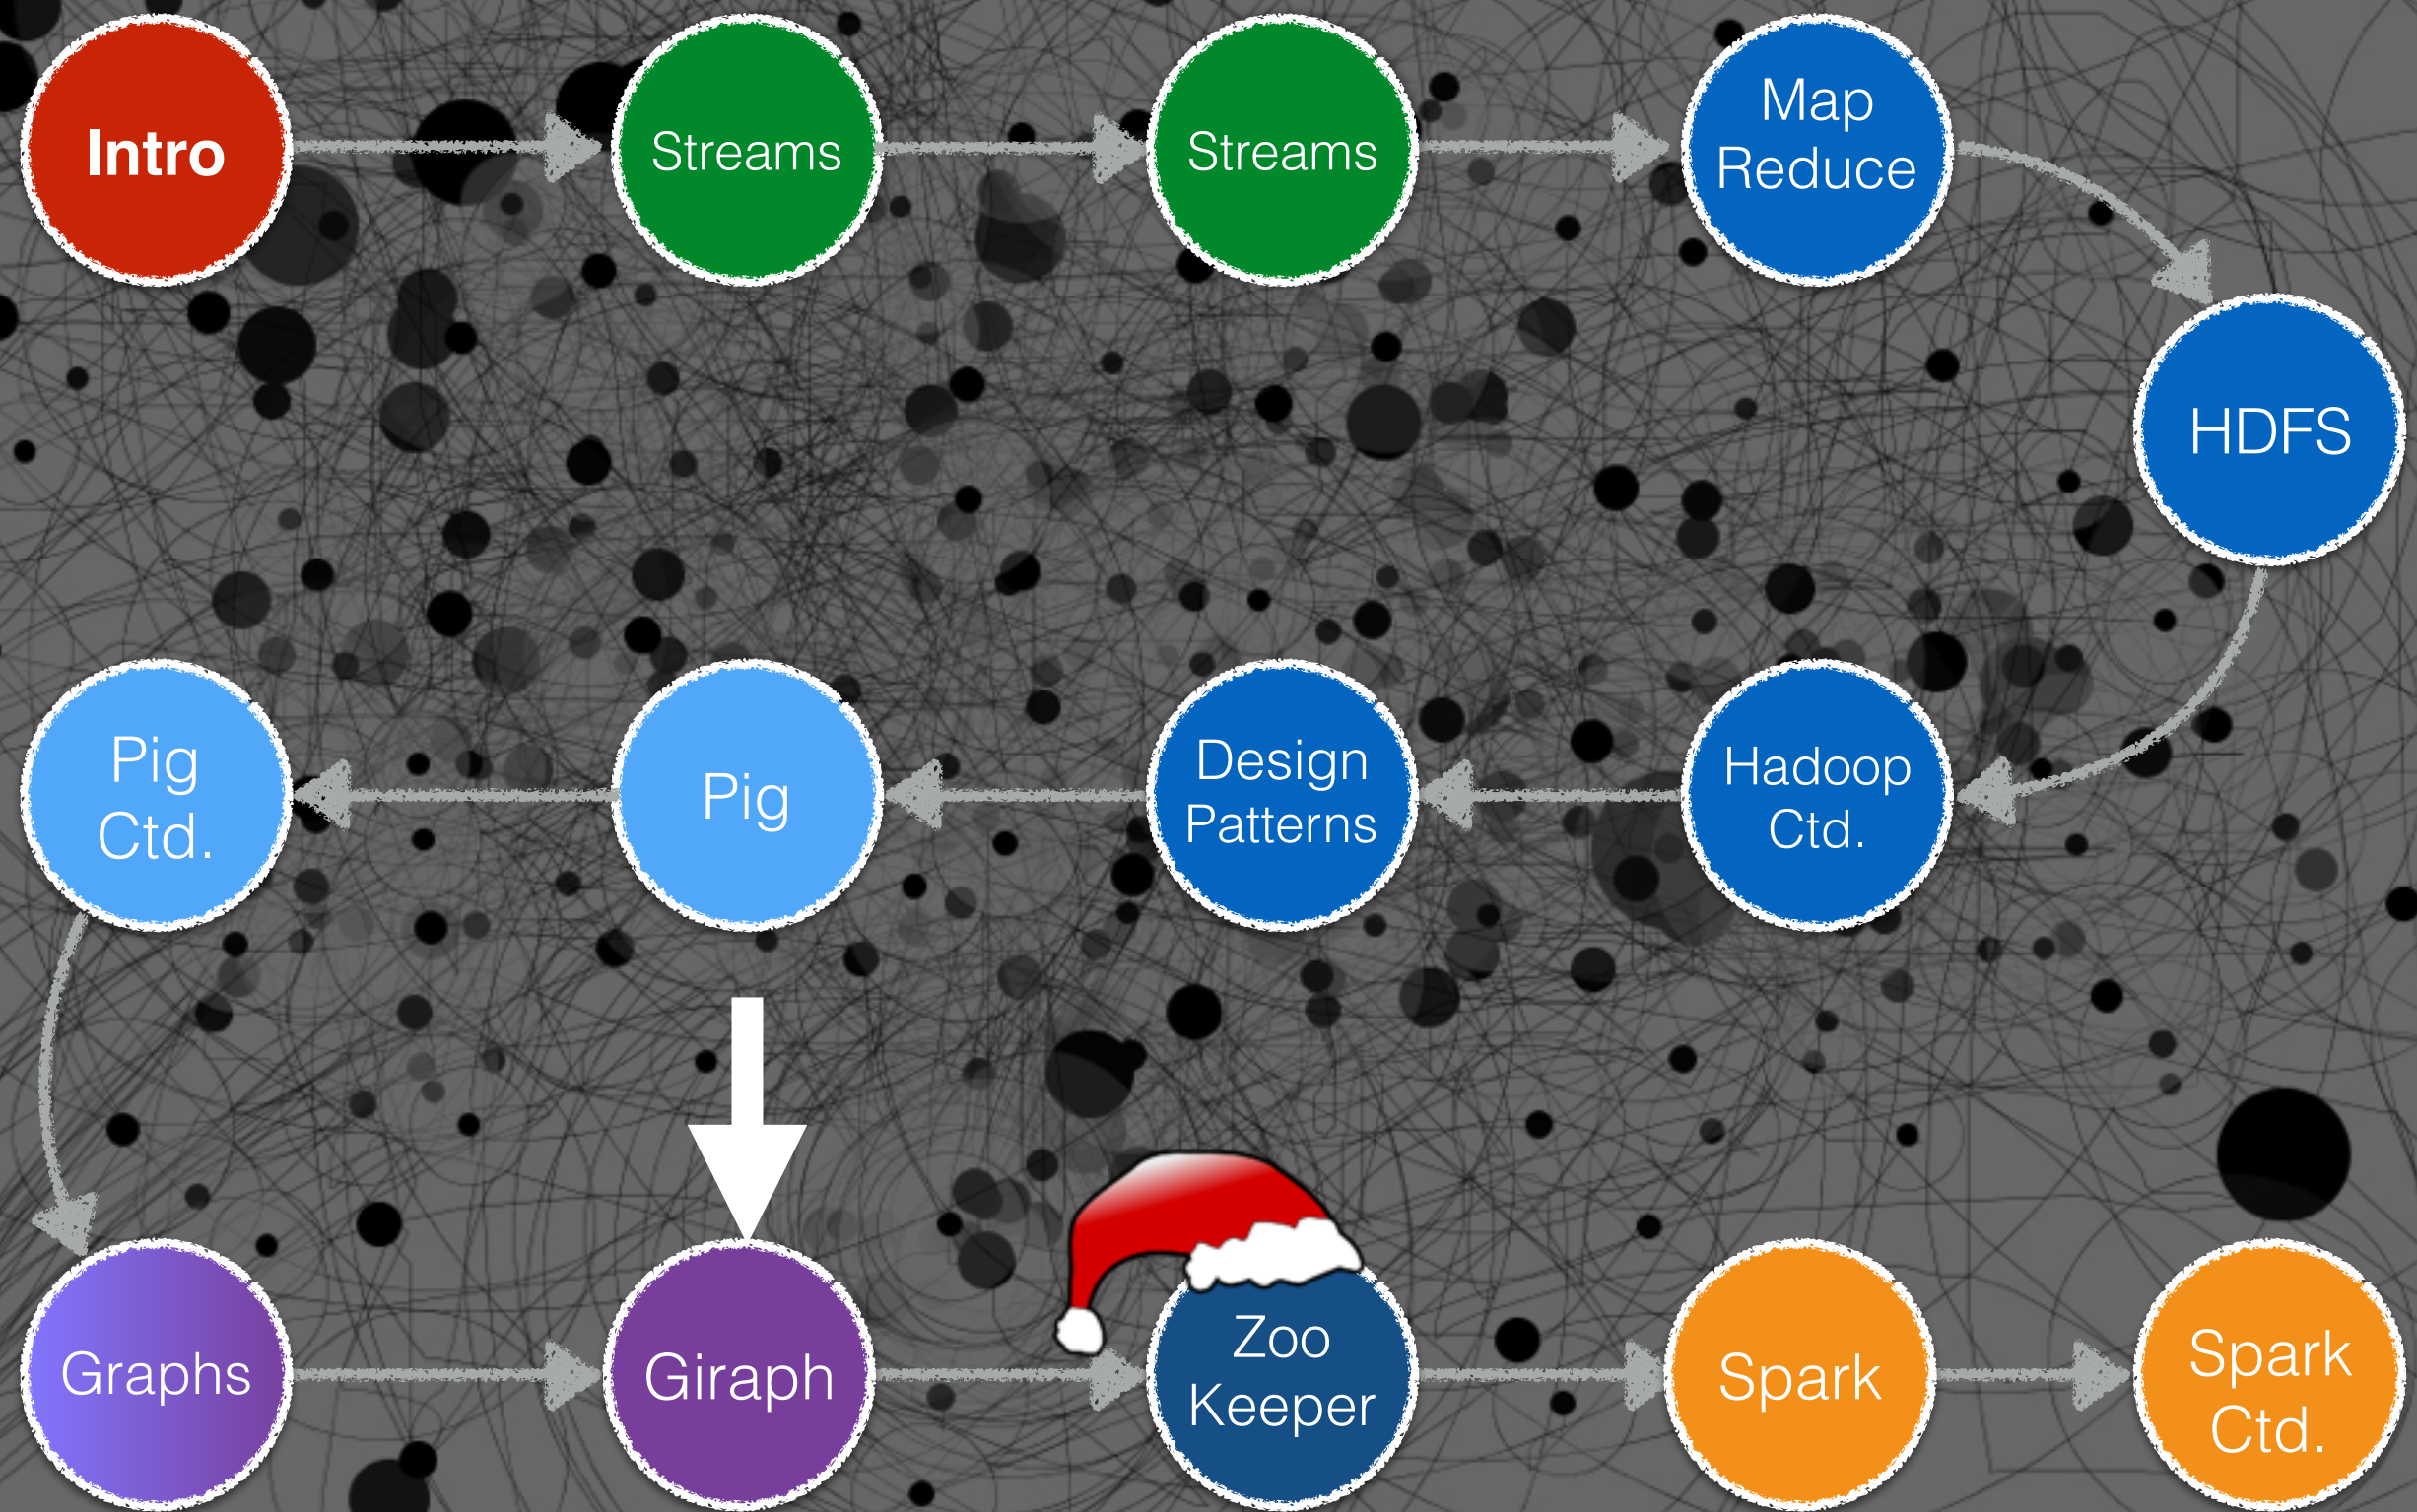 Intro
Streams
Streams
Map
Reduce
HDFS
Hadoop
Ctd.
Design
Patterns
Pig
Pig
Ctd.
Graphs
Giraph
Zoo
Keeper
Spark
Spark
Ctd.